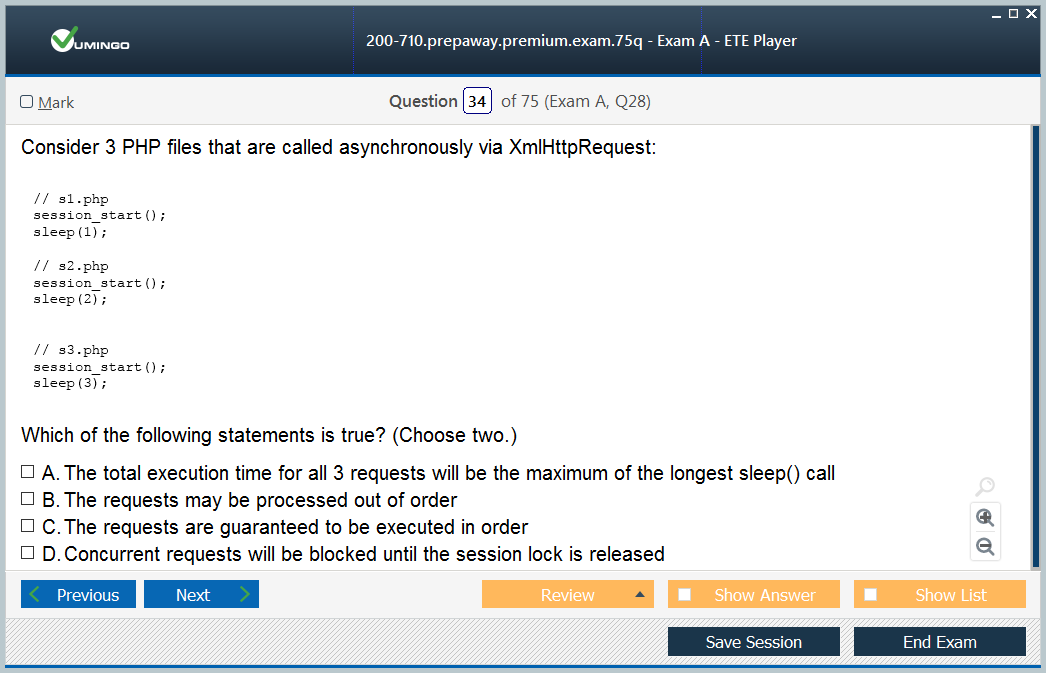 VUMINGO
200-710.prepaway.premium.exam.75q - Exam A - ETE Player
Mark
Question 34 of 75 (Exam A, Q28)
Consider 3 PHP files that are called asynchronously via XmlHttpRequest:
// s1.php
session_start();
sleep(1);
// s2.php
session_start();
sleep(2);
// s3.php
session_start();
sleep(3);
Which of the following statements is true? (Choose two.)
A. The total execution time for all 3 requests will be the maximum of the longest sleep() call
B. The requests may be processed out of order
C. The requests are guaranteed to be executed in order
D. Concurrent requests will be blocked until the session lock is released
Previous
Next
Review
Show Answer
Show List
Save Session
End Exam